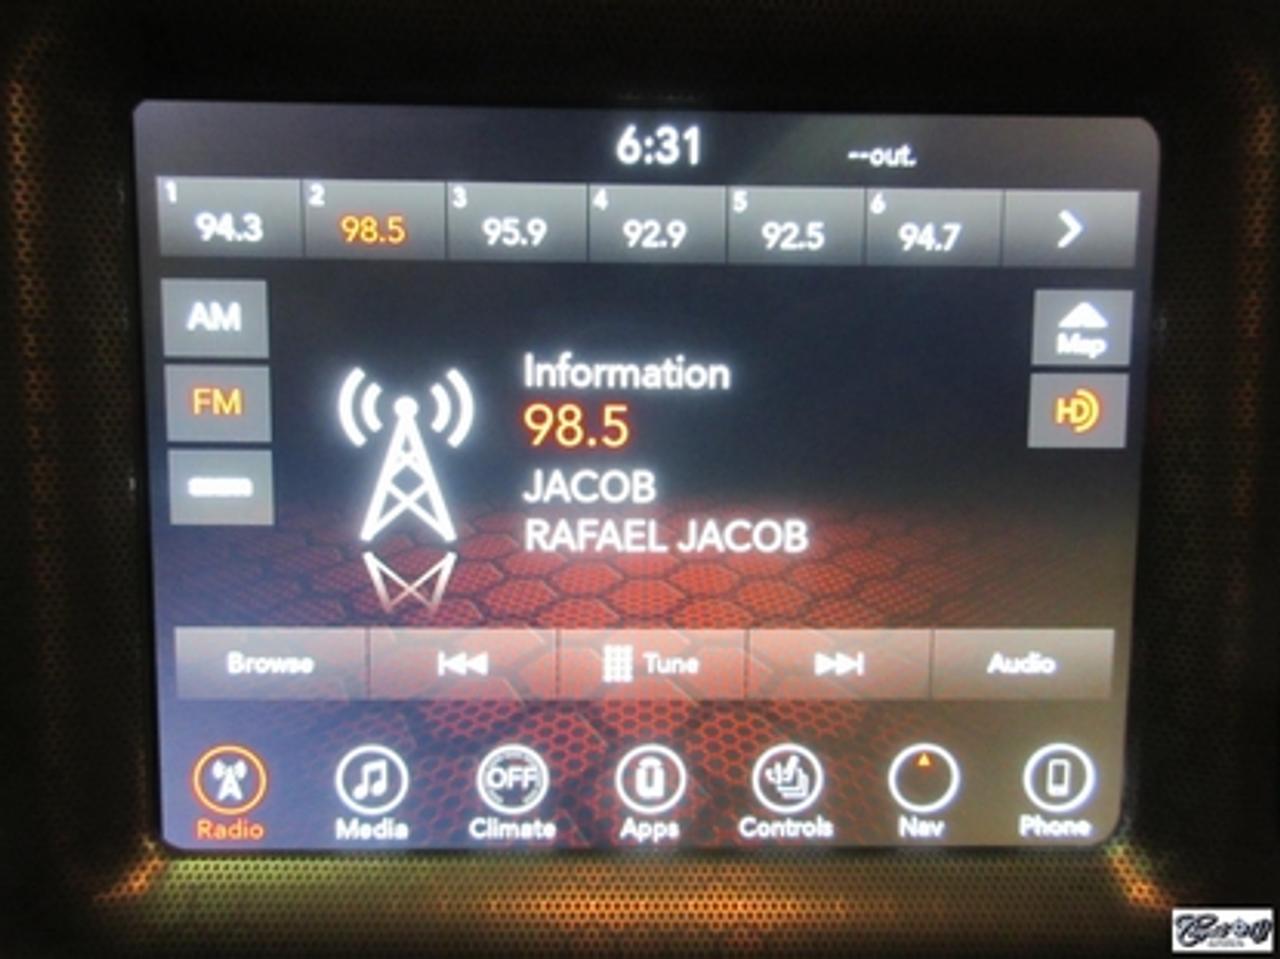 6:31 --out.
1 94.3 2 98.5 3 95.9 4 92.9 5 92.5 6 94.7
AM
Map
FM
HD
Information
98.5
JACOB
RAFAEL JACOB
Browse Tune Audio
OFF
Radio Media Climate Apps Controls Nav Phone